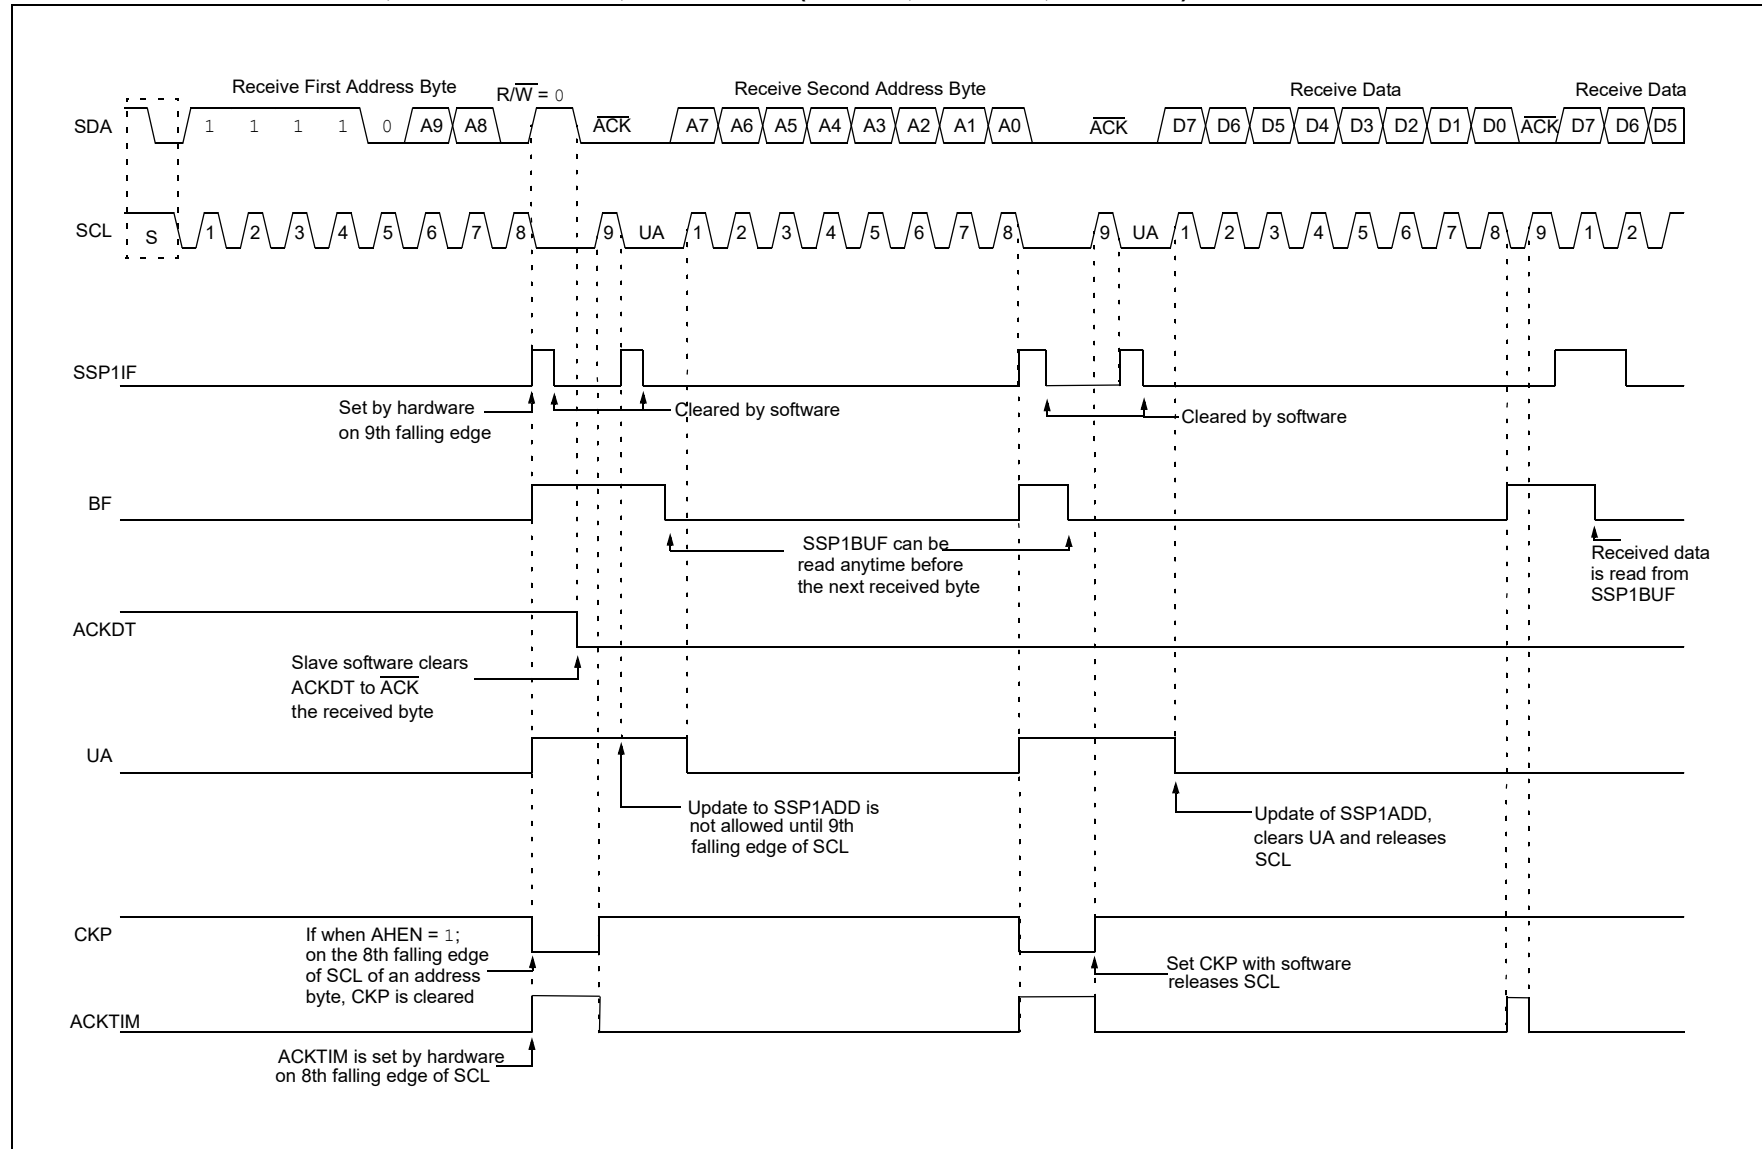 Receive First Address Byte
R/W = 0
Receive Second Address Byte
Receive Data
Receive Data
SDA
1 1 1 1 0 A9 A8 ACK A7 A6 A5 A4 A3 A2 A1 A0 ACK D7 D6 D5 D4 D3 D2 D1 D0 ACK D7 D6 D5
SCL
S 1 2 3 4 5 6 7 8 9 UA 1 2 3 4 5 6 7 8 9 UA 1 2 3 4 5 6 7 8 9 1 2
SSP1IF
Set by hardware
on 9th falling edge
Cleared by software
Cleared by software
BF
SSP1BUF can be
read anytime before
the next received byte
Received data
is read from
SSP1BUF
ACKDT
Slave software clears
ACKDT to ACK
the received byte
UA
Update to SSP1ADD is
not allowed until 9th
falling edge of SCL
Update of SSP1ADD,
clears UA and releases
SCL
CKP
If when AHEN = 1;
on the 8th falling edge
of SCL of an address
byte, CKP is cleared
Set CKP with software
releases SCL
ACKTIM
ACKTIM is set by hardware
on 8th falling edge of SCL